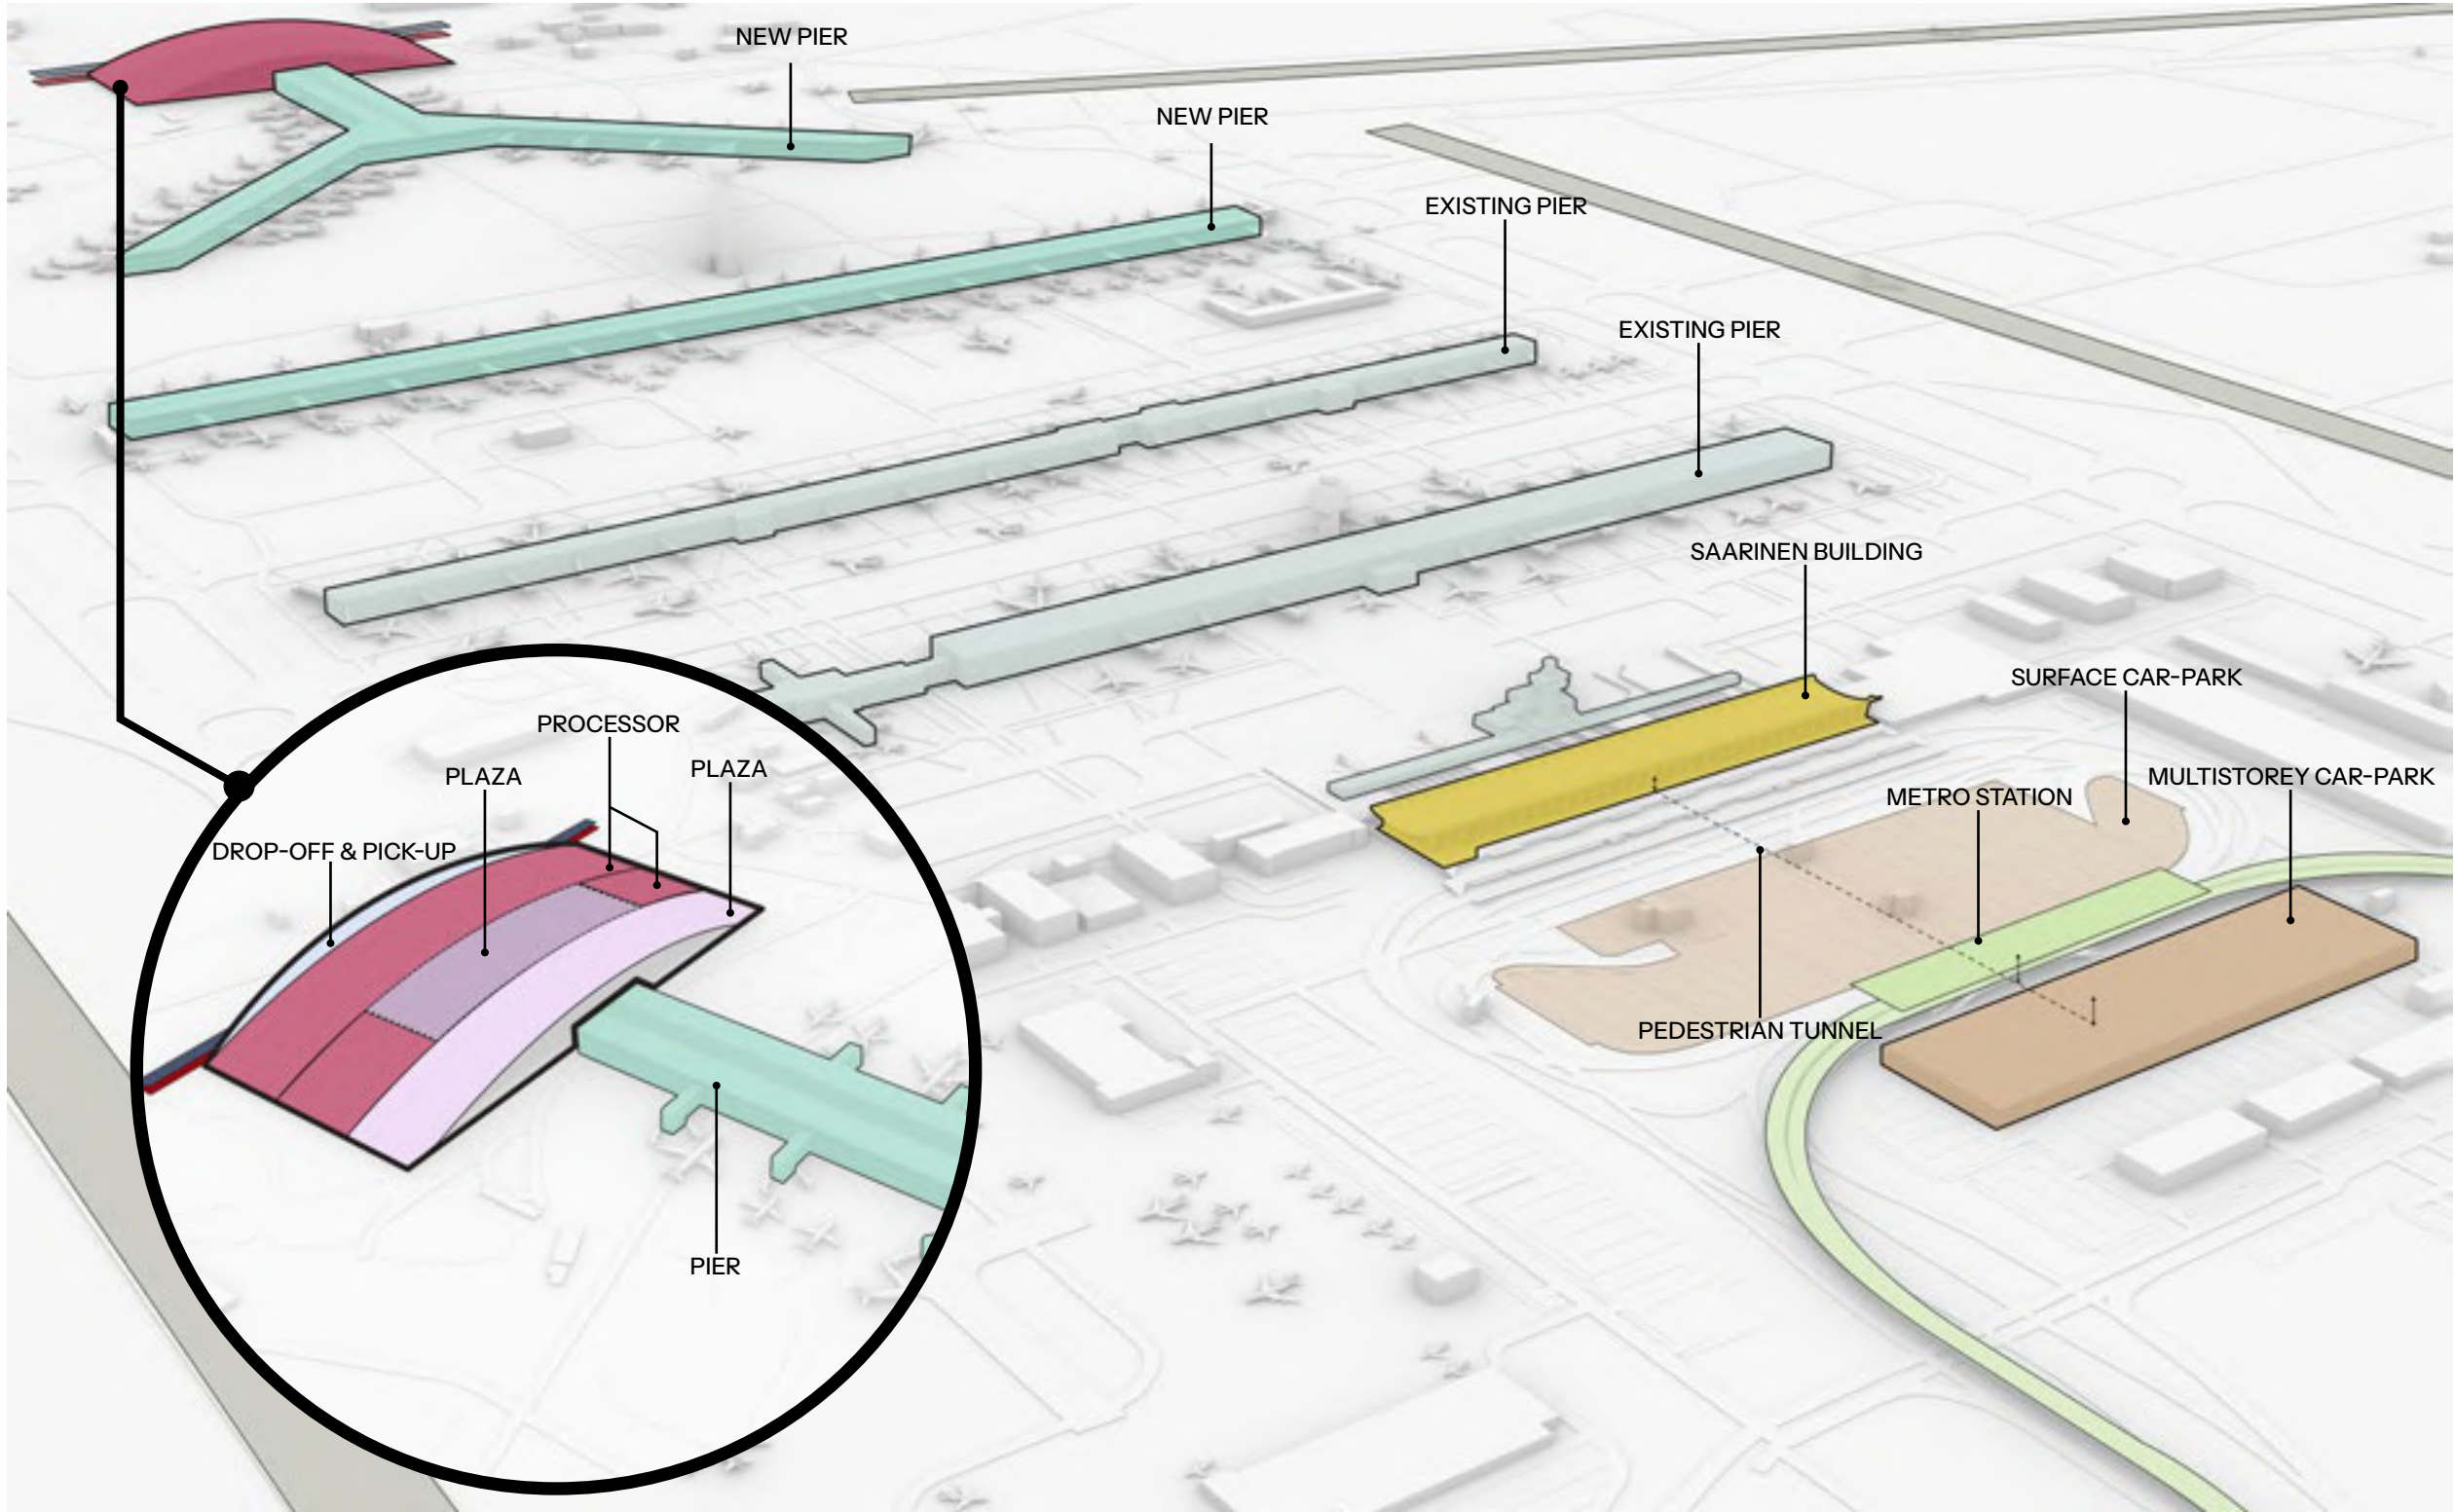 NEW PIER
NEW PIER
EXISTING PIER
EXISTING PIER
SAARINEN BUILDING
SURFACE CAR-PARK
MULTISTOREY CAR-PARK
METRO STATION
PEDESTRIAN TUNNEL
PROCESSOR
PLAZA
PLAZA
DROP-OFF & PICK-UP
PIER